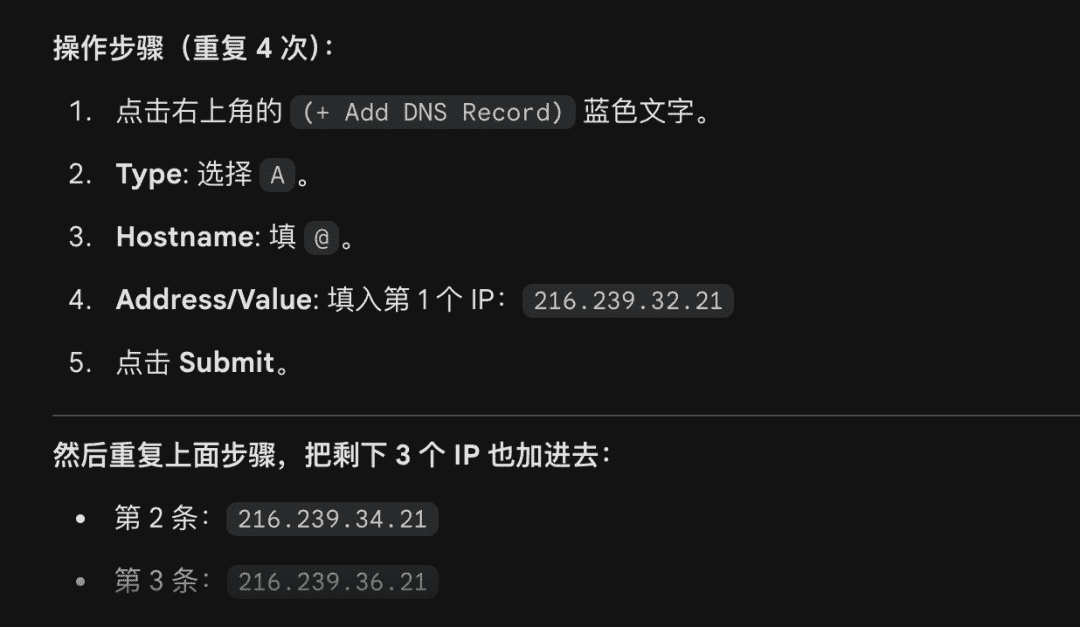 操作步骤（重复 4 次）：
1. 点击右上角的 (+ Add DNS Record) 蓝色文字。
2. Type: 选择 A 。
3. Hostname: 填 @ 。
4. Address/Value: 填入第 1 个 IP： 216.239.32.21
5. 点击 Submit。
然后重复上面步骤，把剩下 3 个 IP 也加进去：
• 第 2 条： 216.239.34.21
• 第 3 条： 216.239.36.21